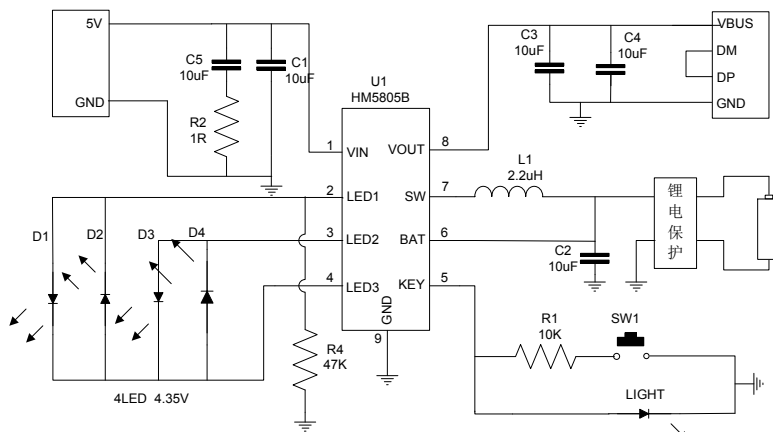 5V
GND
C5
10uF
C1
10uF
R2
1R
U1
HM5805B
1
VIN
2
LED1
3
LED2
4
LED3
GND
9
VOUT
8
SW
7
BAT
6
KEY
5
C3
10uF
C4
10uF
VBUS
DM
DP
GND
L1
2.2uH
C2
10uF
锂
电
保
护
D1
D2
D3
D4
4LED 4.35V
R4
47K
R1
10K
SW1
LIGHT